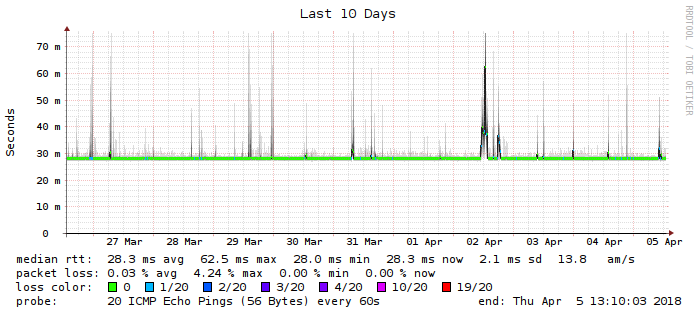 Last 10 Days
RRDTOOL / TOBI OETIKER
Seconds
70 m
60 m
50 m
40 m
30 m
20 m
10 m
0
27 Mar 28 Mar 29 Mar 30 Mar 31 Mar 01 Apr 02 Apr 03 Apr 04 Apr 05 Apr
median rtt: 28.3 ms avg 62.5 ms max 28.0 ms min 28.3 ms now 2.1 ms sd 13.8 am/s
packet loss: 0.03 % avg 4.24 % max 0.00 % min 0.00 % now
loss color: 0 1/20 2/20 3/20 4/20 10/20 19/20
probe: 20 ICMP Echo Pings (56 Bytes) every 60s end: Thu Apr 5 13:10:03 2018